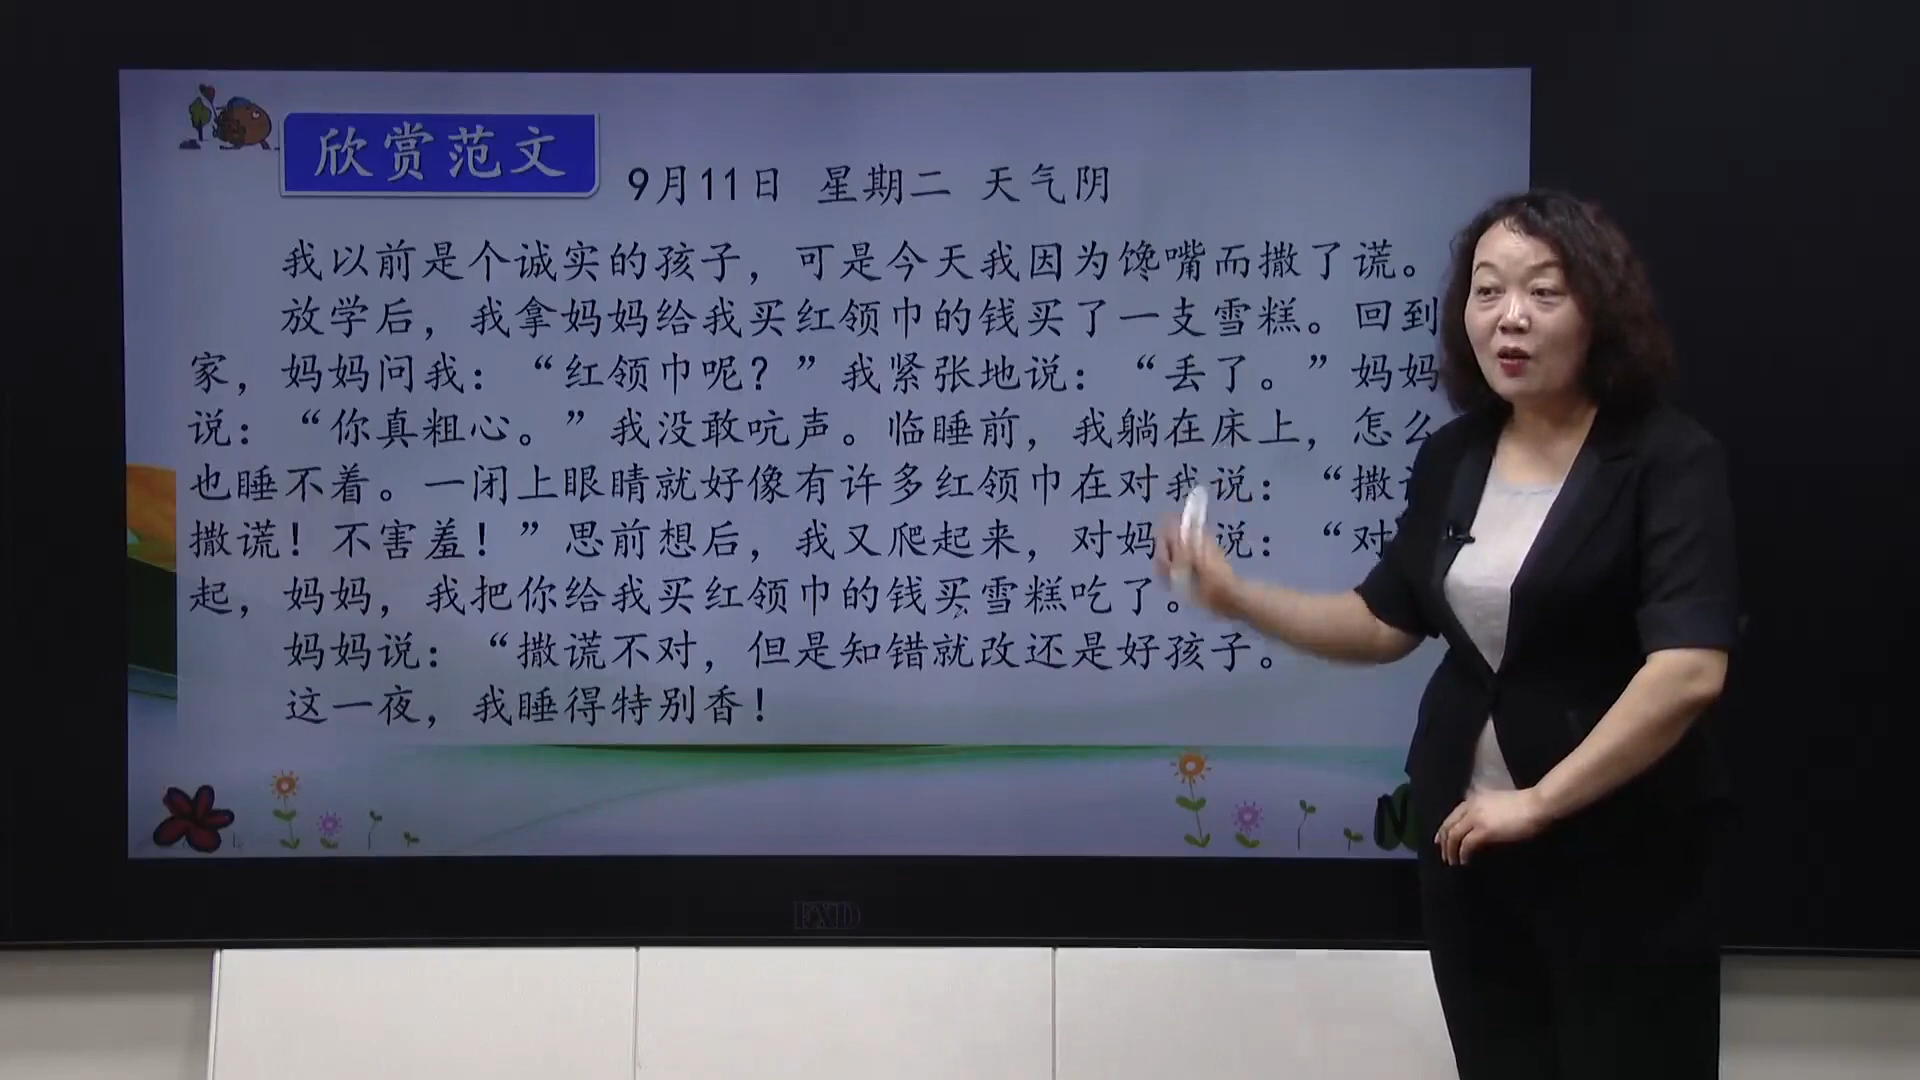 欣赏范文
9月11日 星期二 天气阴
我以前是个诚实的孩子，可是今天我因为馋嘴而撒了谎。
放学后，我拿妈妈给我买红领巾的钱买了一支雪糕。回到
家，妈妈问我：“红领巾呢？”我紧张地说：“丢了。”妈妈
说：“你真粗心。”我没敢吭声。临睡前，我躺在床上，怎么
也睡不着。一闭上眼睛就好像有许多红领巾在对我说：“撒
撒谎！不害羞！”思前想后，我又爬起来，对妈 说：“对
起，妈妈，我把你给我买红领巾的钱买雪糕吃了。
妈妈说：“撒谎不对，但是知错就改还是好孩子。
这一夜，我睡得特别香！
FXD